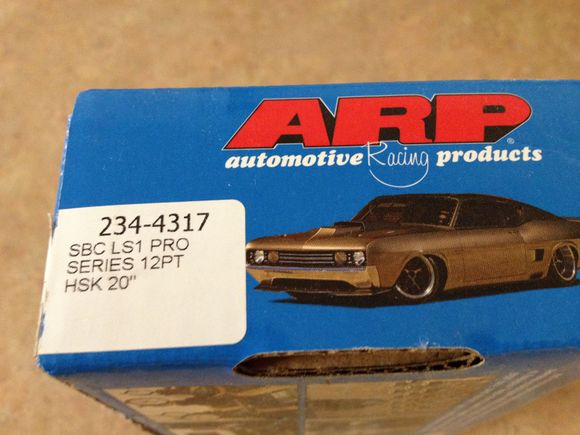 ARP
®
automotive Racing products
234-4317
SBC LS1 PRO
SERIES 12PT
HSK 20"